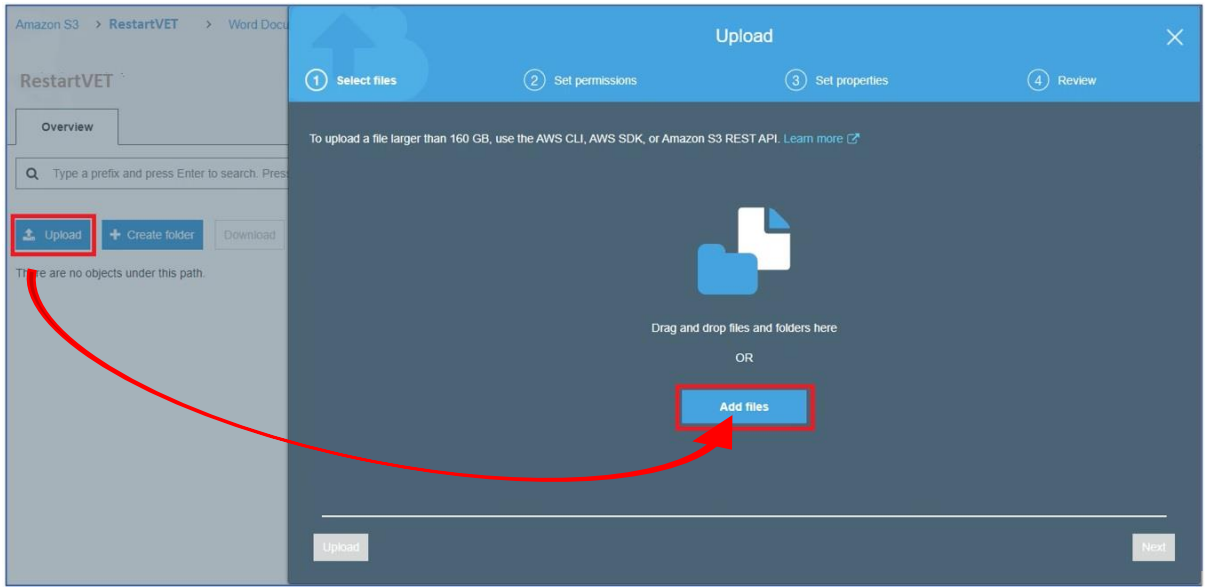 Amazon S3 > RestartVET > Word Docu
RestartVET
Overview
Type a prefix and press Enter to search. Pres
Upload
Create folder
Download
There are no objects under this path.
Upload
1 Select files
2 Set permissions
3 Set properties
4 Review
To upload a file larger than 160 GB, use the AWS CLI, AWS SDK, or Amazon S3 REST API. Learn more
Drag and drop files and folders here
OR
Add files
Upload
Next